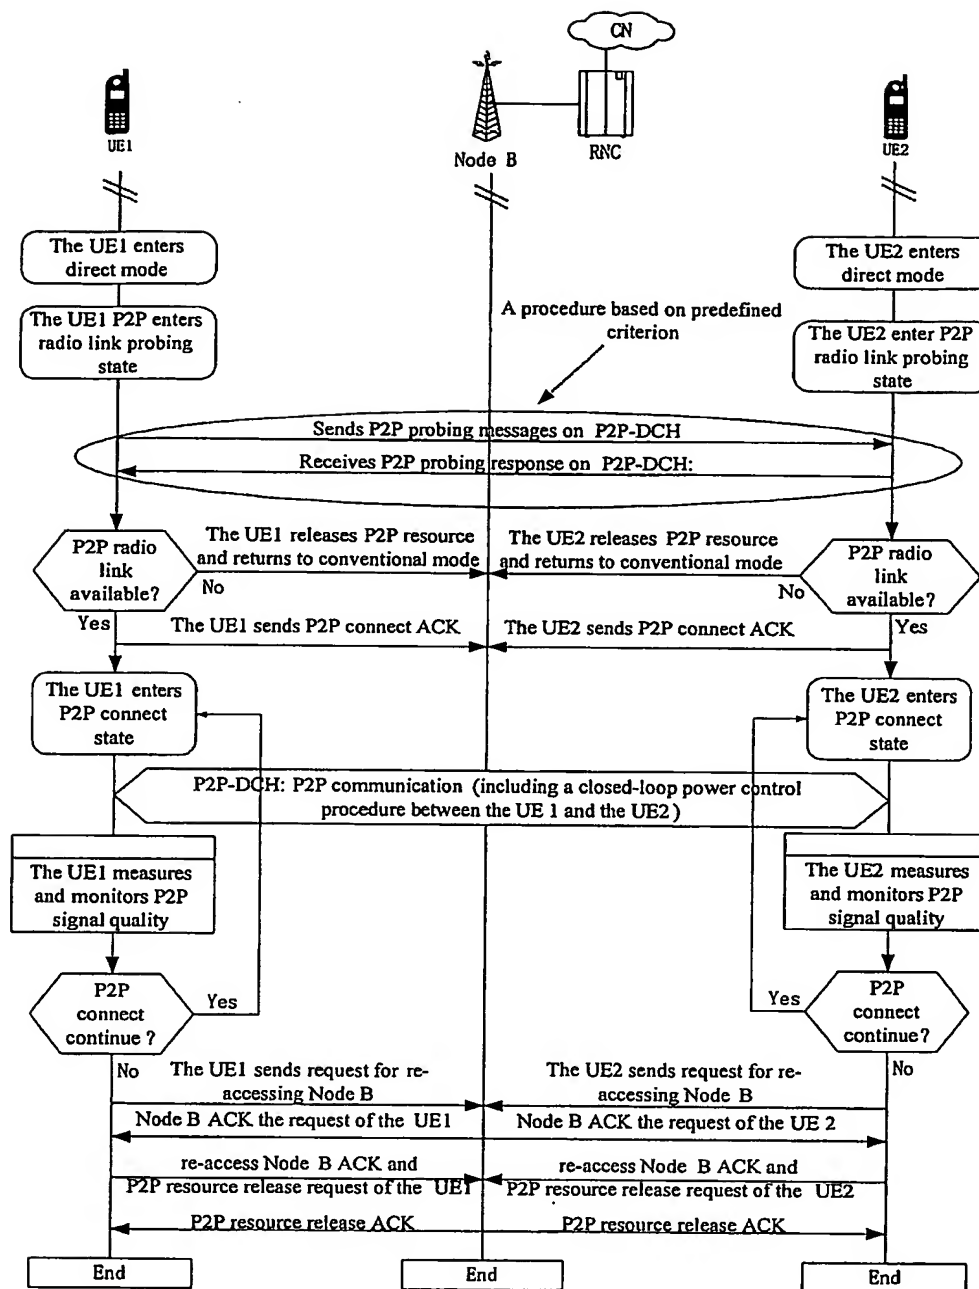 CN
UE1
Node B
RNC
UE2
The UE1 enters
direct mode
The UE2 enters
direct mode
The UE1 P2P enters
radio link probing
state
A procedure based on predefined
criterion
The UE2 enter P2P
radio link probing
state
Sends P2P probing messages on P2P-DCH
Receives P2P probing response on P2P-DCH:
P2P radio
link
available?
The UE1 releases P2P resource
and returns to conventional mode
No
The UE2 releases P2P resource
and returns to conventional mode
No
P2P radio
link
available?
Yes
The UE1 sends P2P connect ACK
The UE2 sends P2P connect ACK
Yes
The UE1 enters
P2P connect
state
The UE2 enters
P2P connect
state
P2P-DCH: P2P communication (including a closed-loop power control
procedure between the UE 1 and the UE2)
The UE1 measures
and monitors P2P
signal quality
The UE2 measures
and monitors P2P
signal quality
P2P
connect
continue ?
Yes
Yes
P2P
connect
continue?
No
The UE1 sends request for re-
accessing Node B
The UE2 sends request for re-
accessing Node B
No
Node B ACK the request of the UE1
Node B ACK the request of the UE 2
re-access Node B ACK and
P2P resource release request of the UE1
re-access Node B ACK and
P2P resource release request of the UE2
P2P resource release ACK
P2P resource release ACK
End
End
End